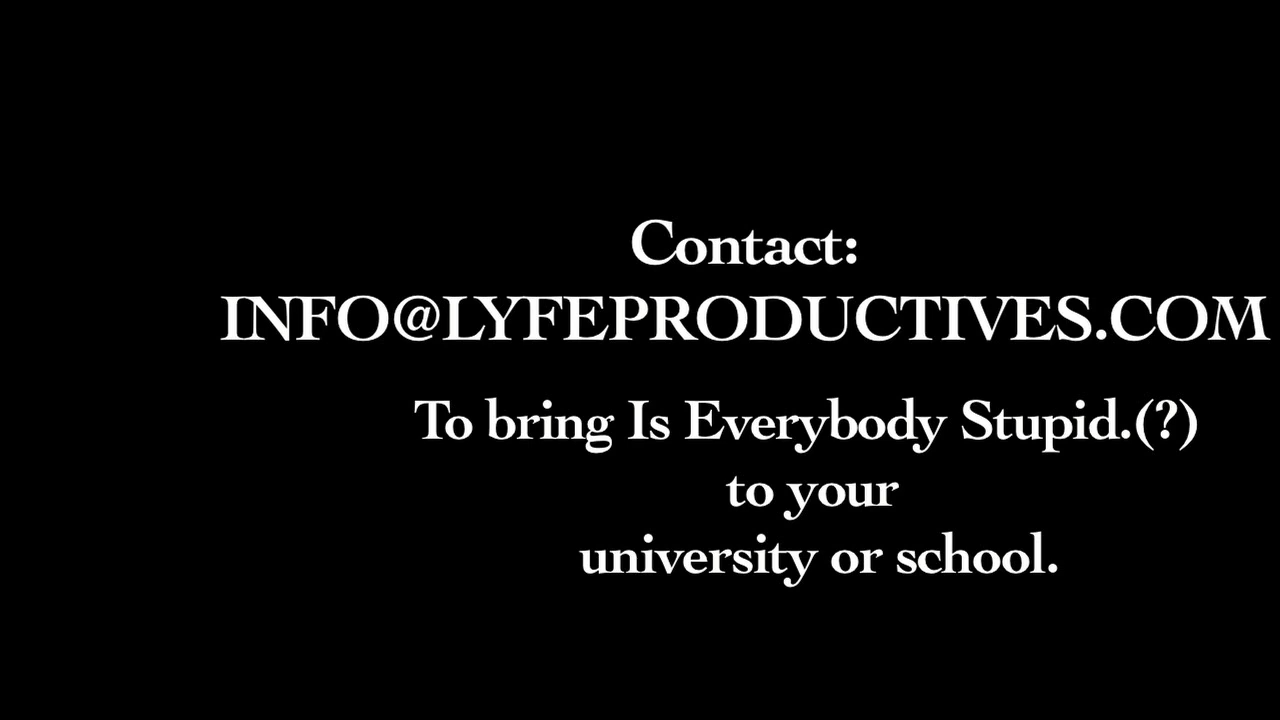 Contact:
INFO@LYFEPRODUCTIVES.COM
To bring Is Everybody Stupid.(?)
to your
university or school.